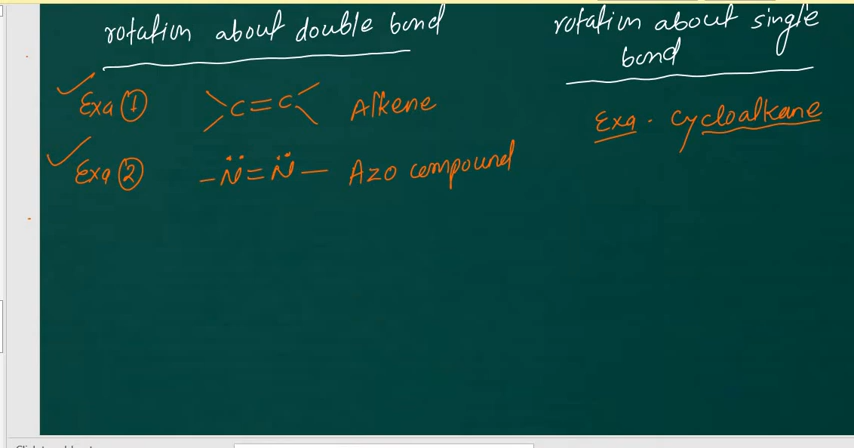 rotation about double bond
Exa ① >C=C< Alkene
Exa ② -N̈=N̈- Azo compound
rotation about single
bond
Exa. Cycloalkane